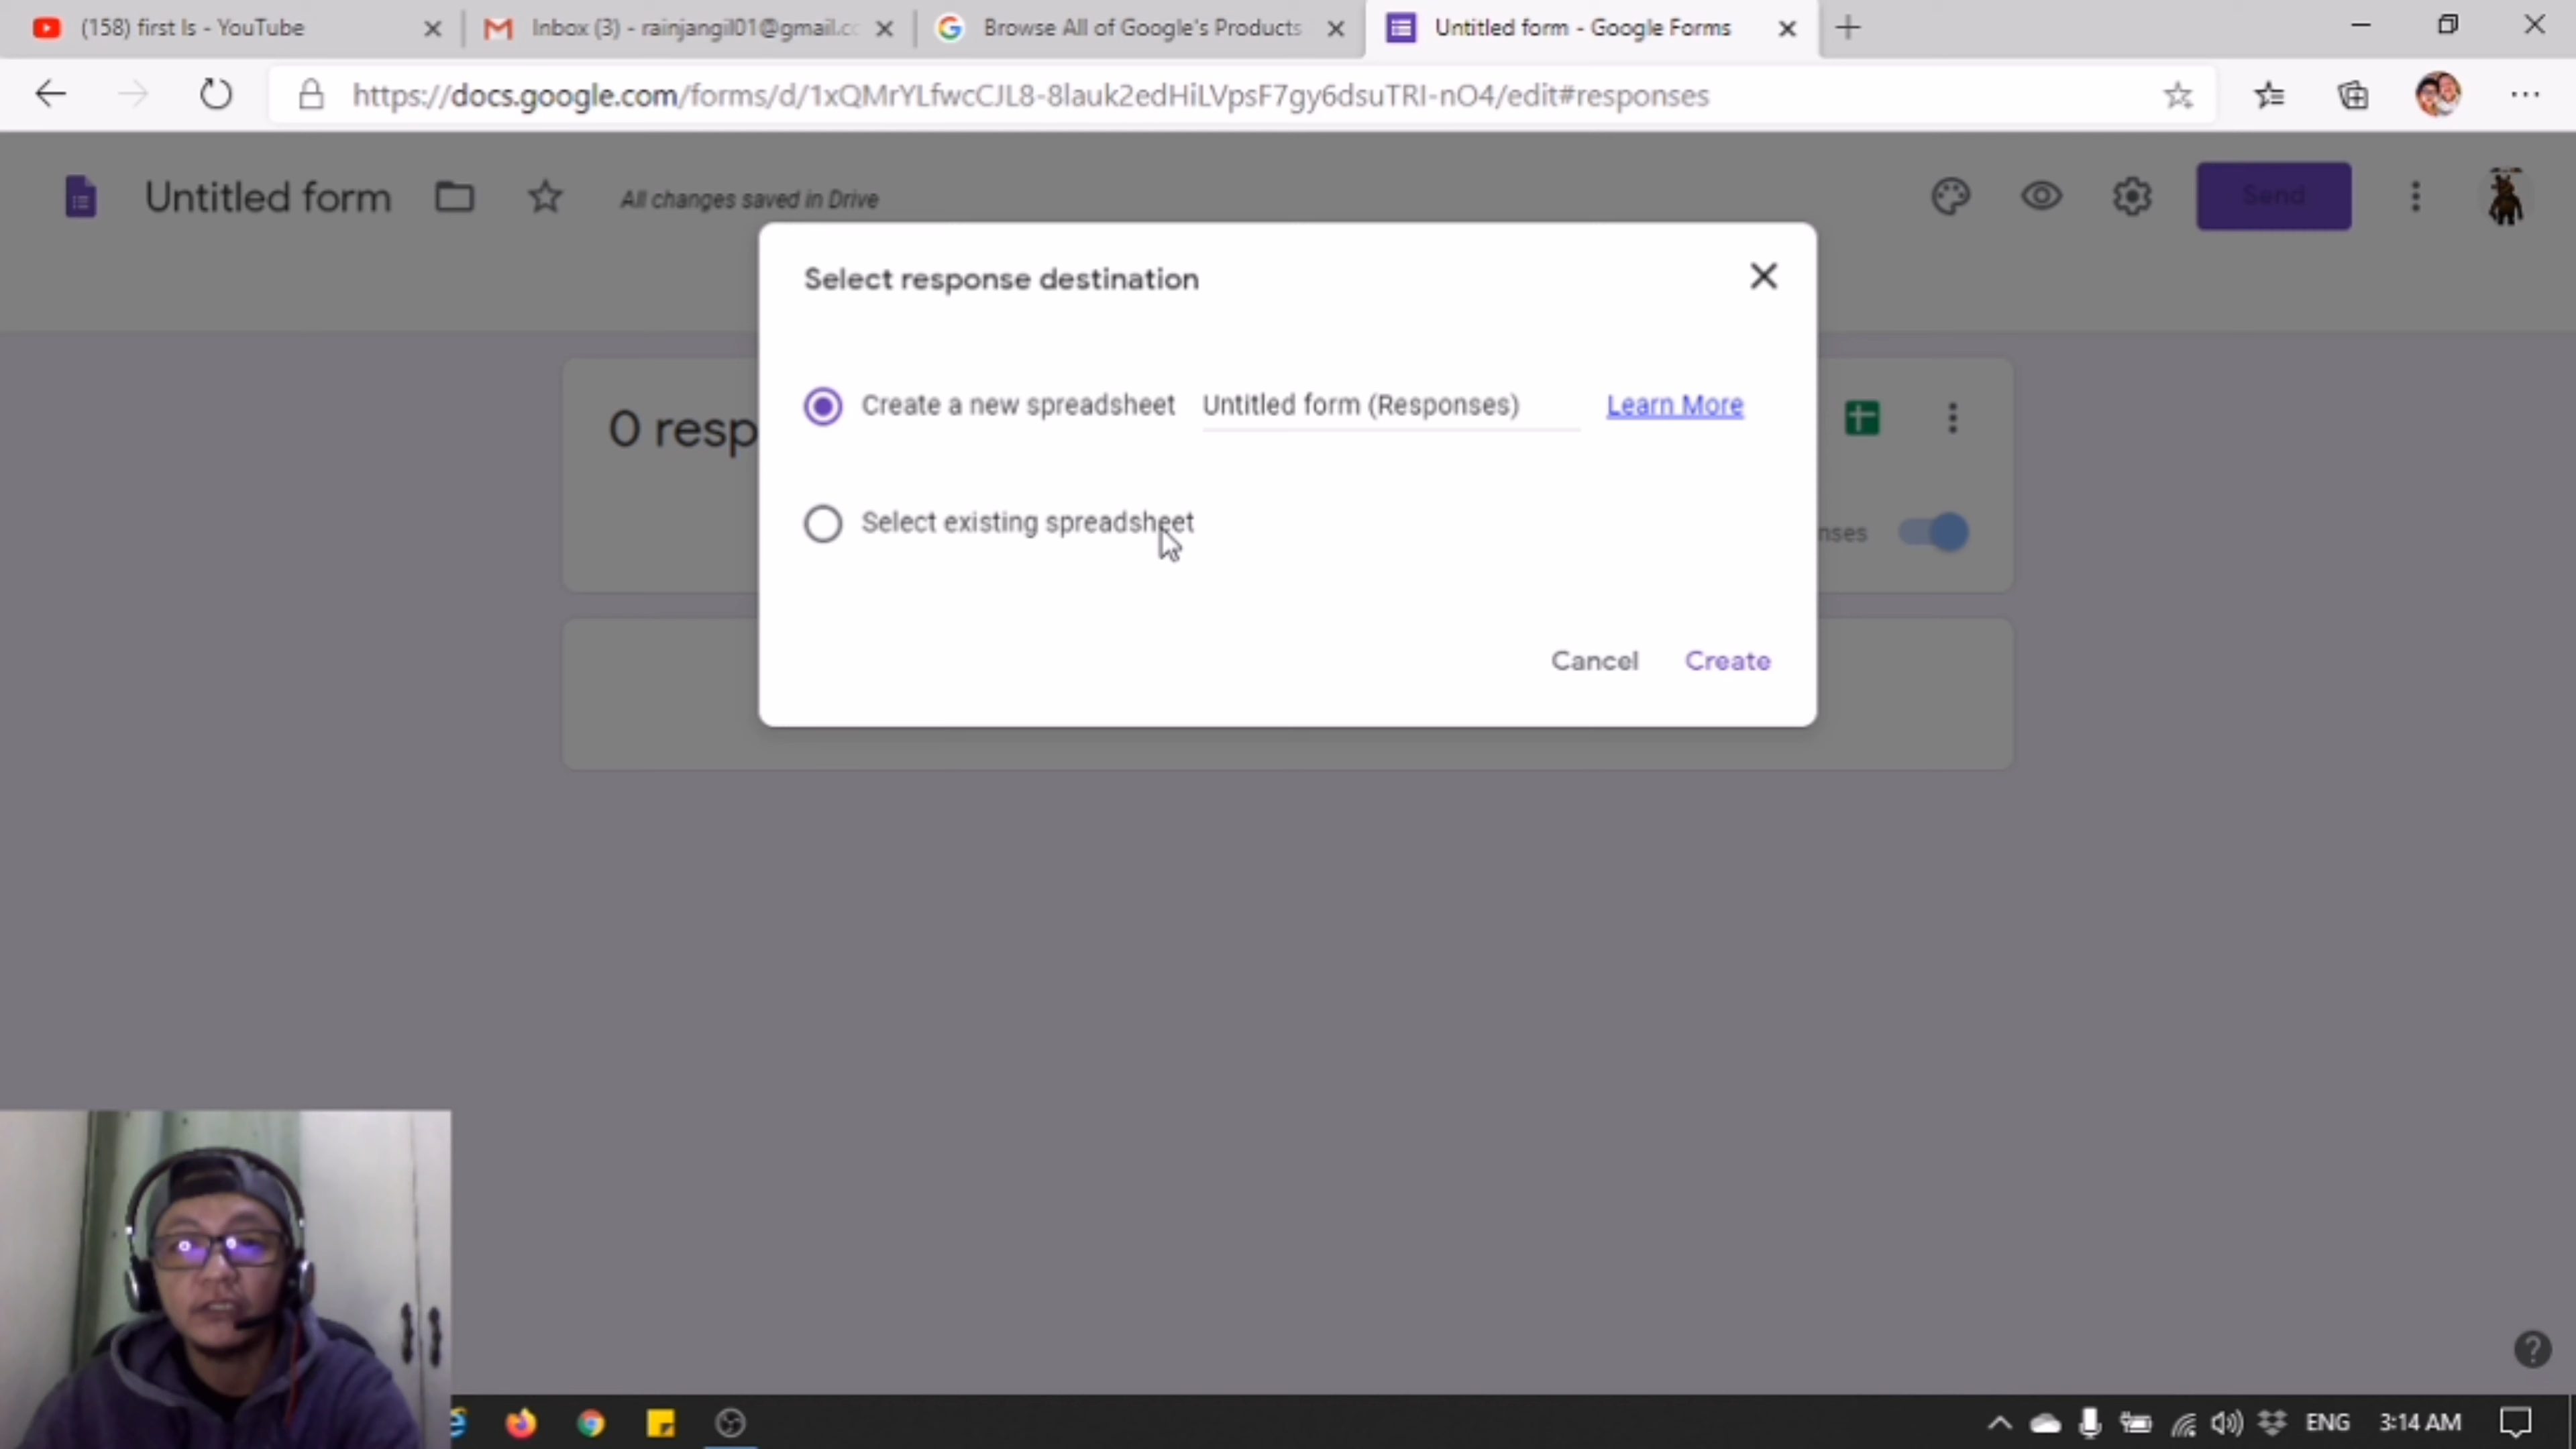 (158) first ls - YouTube
Inbox (3) - rainjangil01@gmail.cc
Browse All of Google's Products
Untitled form - Google Forms
https://docs.google.com/forms/d/1xQMrYLfwcCJL8-8lauk2edHiLVpsF7gy6dsuTRI-nO4/edit#responses
Untitled form
All changes saved in Drive
Send
Select response destination
Create a new spreadsheet
Untitled form (Responses)
Learn More
0 resp
Select existing spreadsheet
nses
Cancel
Create
ENG
3:14 AM